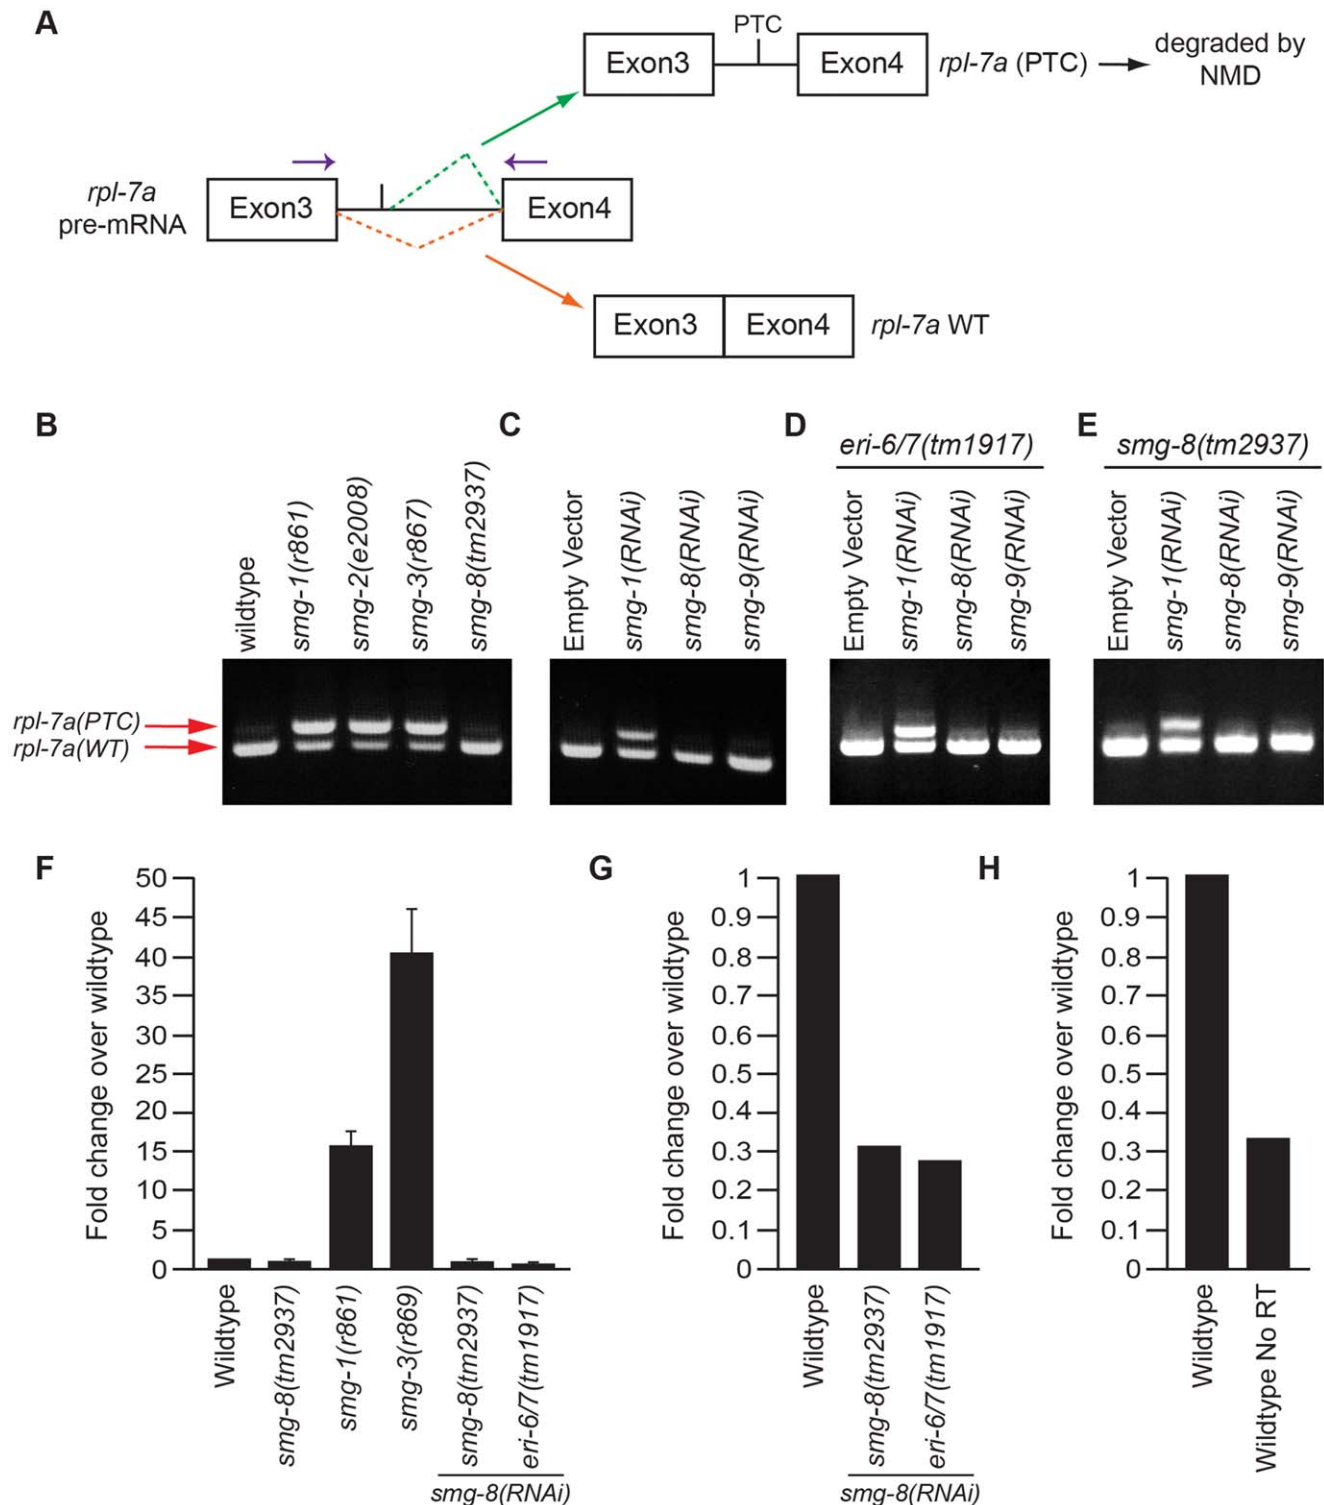 A
PTC
Exon3
Exon4
rpl-7a (PTC)
degraded by
NMD
rpl-7a
pre-mRNA
Exon3
Exon4
Exon3
Exon4
rpl-7a WT
B
wildtype
smg-1(r861)
smg-2(e2008)
smg-3(r867)
smg-8(tm2937)
rpl-7a(PTC)
rpl-7a(WT)
C
Empty Vector
smg-1(RNAi)
smg-8(RNAi)
smg-9(RNAi)
D
eri-6/7(tm1917)
Empty Vector
smg-1(RNAi)
smg-8(RNAi)
smg-9(RNAi)
E
smg-8(tm2937)
Empty Vector
smg-1(RNAi)
smg-8(RNAi)
smg-9(RNAi)
F
Fold change over wildtype
50
45
40
35
30
25
20
15
10
5
0
Wildtype
smg-8(tm2937)
smg-1(r861)
smg-3(r869)
smg-8(tm2937)
eri-6/7(tm1917)
smg-8(RNAi)
G
Fold change over wildtype
1
0.9
0.8
0.7
0.6
0.5
0.4
0.3
0.2
0.1
0
Wildtype
smg-8(tm2937)
eri-6/7(tm1917)
smg-8(RNAi)
H
Fold change over wildtype
1
0.9
0.8
0.7
0.6
0.5
0.4
0.3
0.2
0.1
0
Wildtype
Wildtype No RT